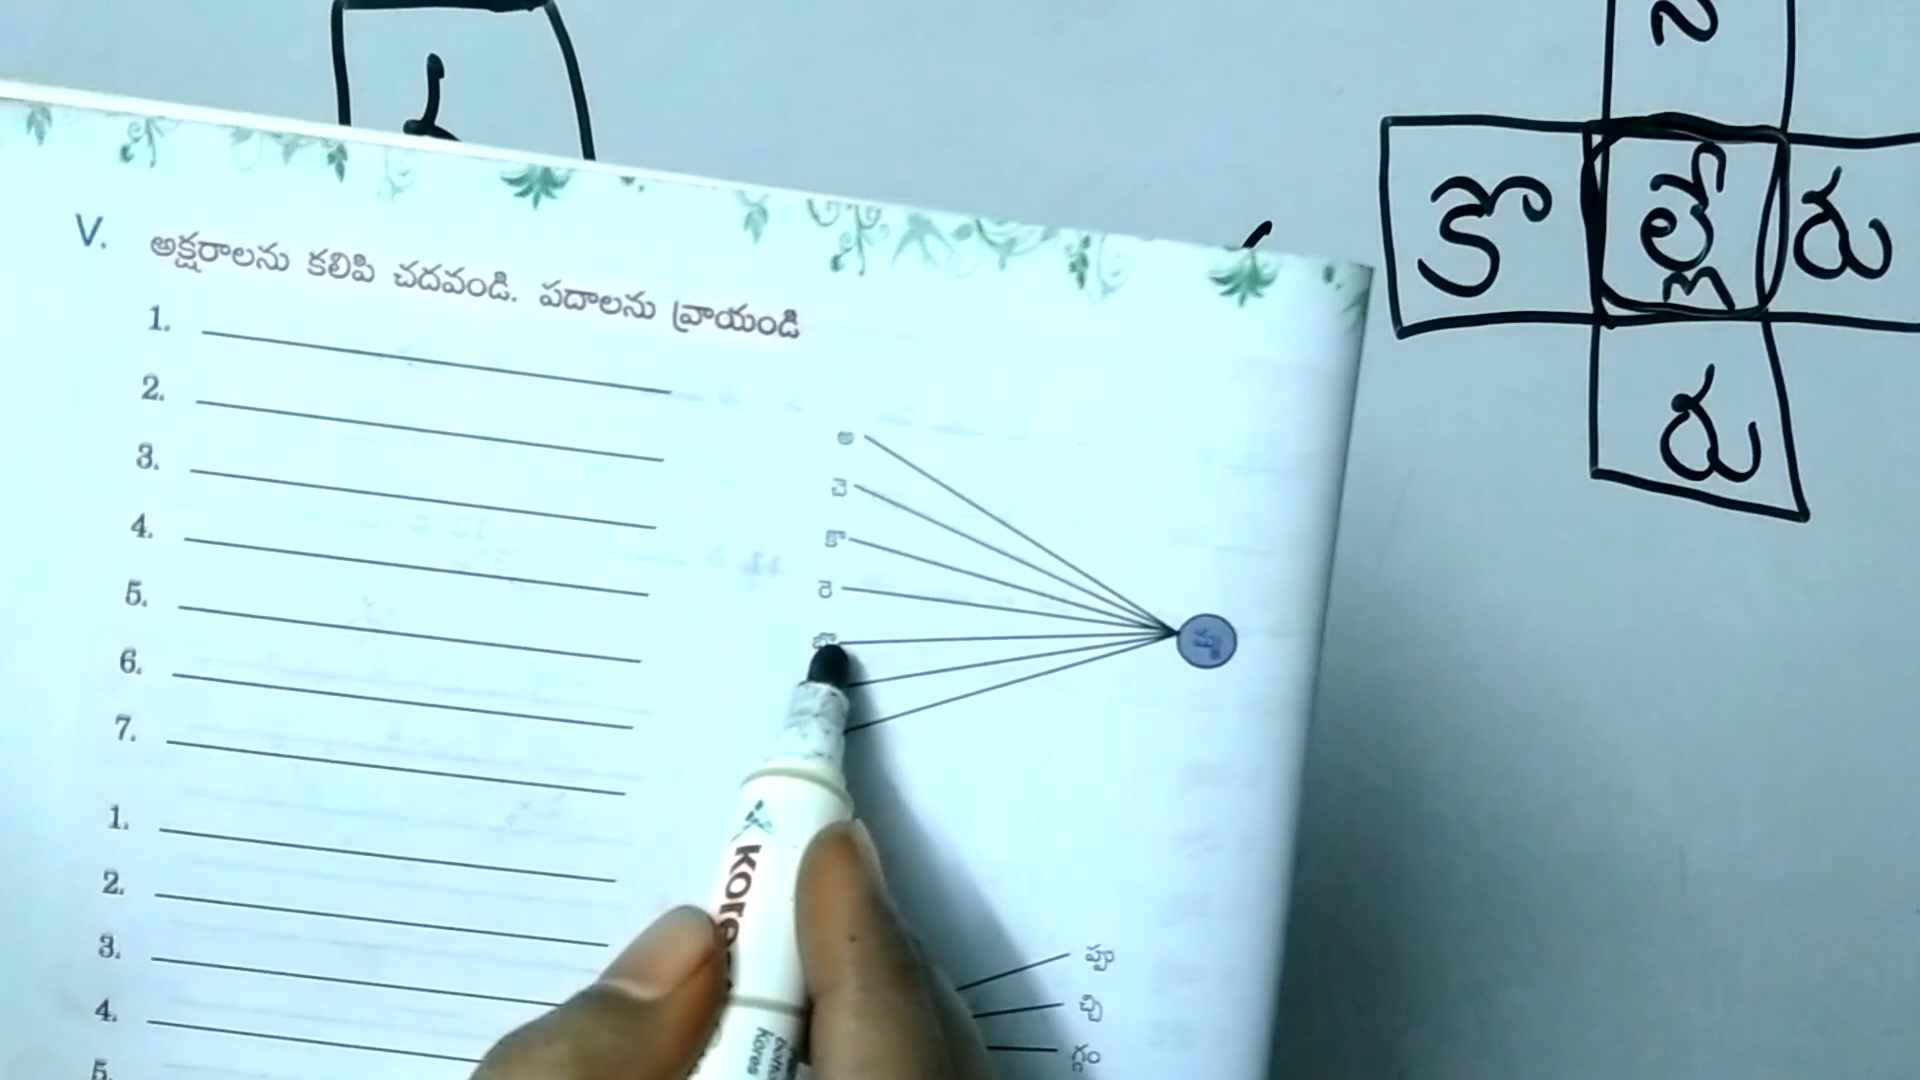 న
కొ ల్లే రు
రు
V. అక్షరాలను కలిపి చదవండి. పదాలను వ్రాయండి
1.
2.
3.
4.
5.
6.
7.
అ
చె
కొ
రె
మ్మ
1.
2.
3.
4.
5.
ప్పు
చ్చి
గ్గం
kores